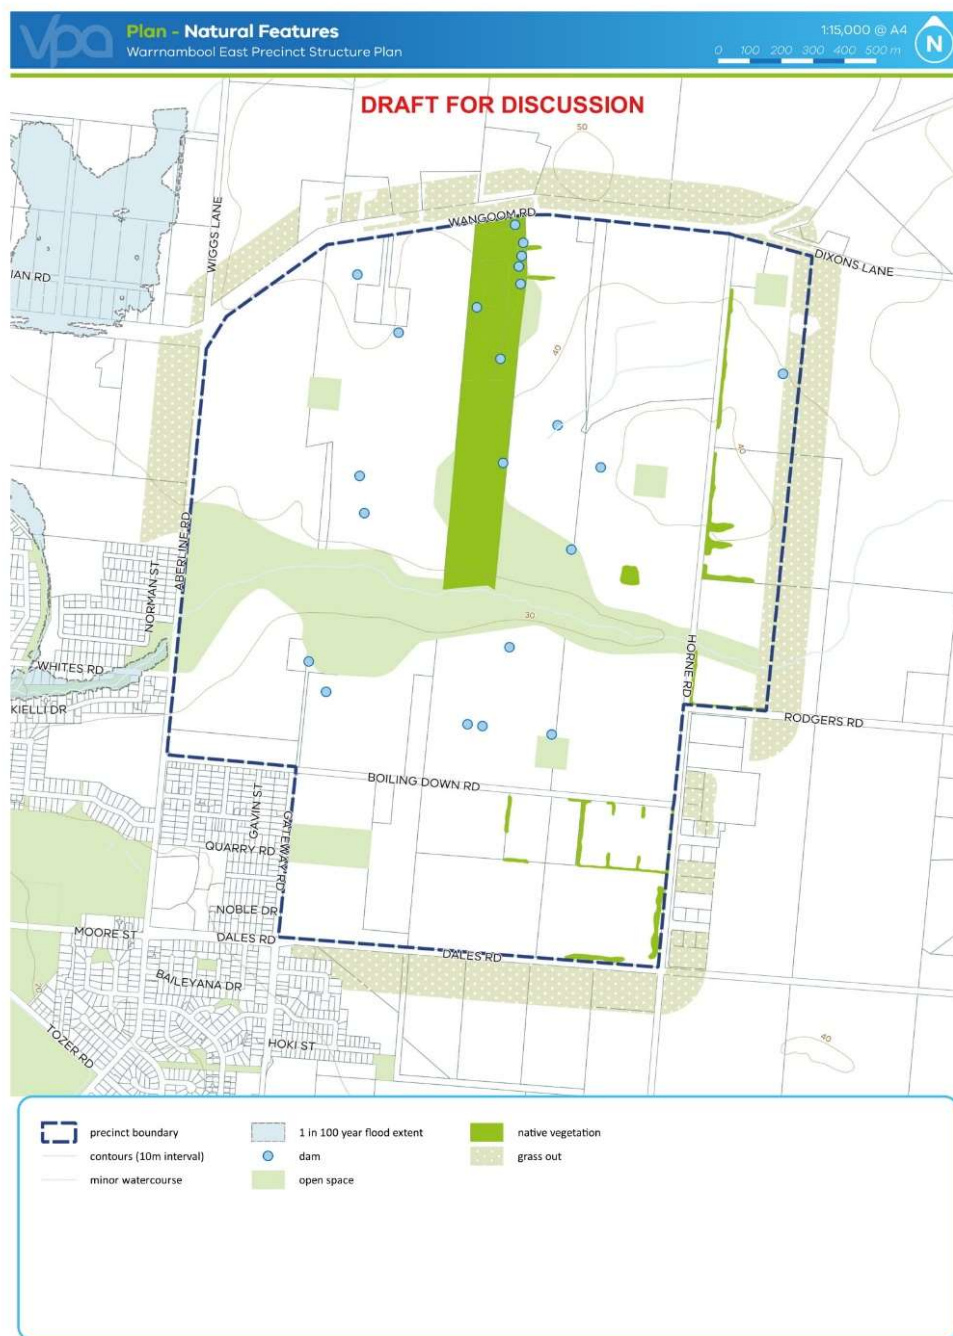 vpa
Plan - Natural Features
Warrnambool East Precinct Structure Plan
1:15,000 @ A4
0 100 200 300 400 500 m
N
DRAFT FOR DISCUSSION
50
WANGOOM RD
WIGGS LANE
DIXONS LANE
IAN RD
40
40
ABERLINE RD
NORMAN ST
30
WHITES RD
HORNE RD
KIELLI DR
RODGERS RD
BOILING DOWN RD
GAVIN ST
GATEWAY RD
QUARRY RD
NOBLE DR
MOORE ST
DALES RD
DALES RD
BAILEYANA DR
TOZER RD
HOKI ST
40
precinct boundary
1 in 100 year flood extent
native vegetation
contours (10m interval)
dam
grass out
minor watercourse
open space